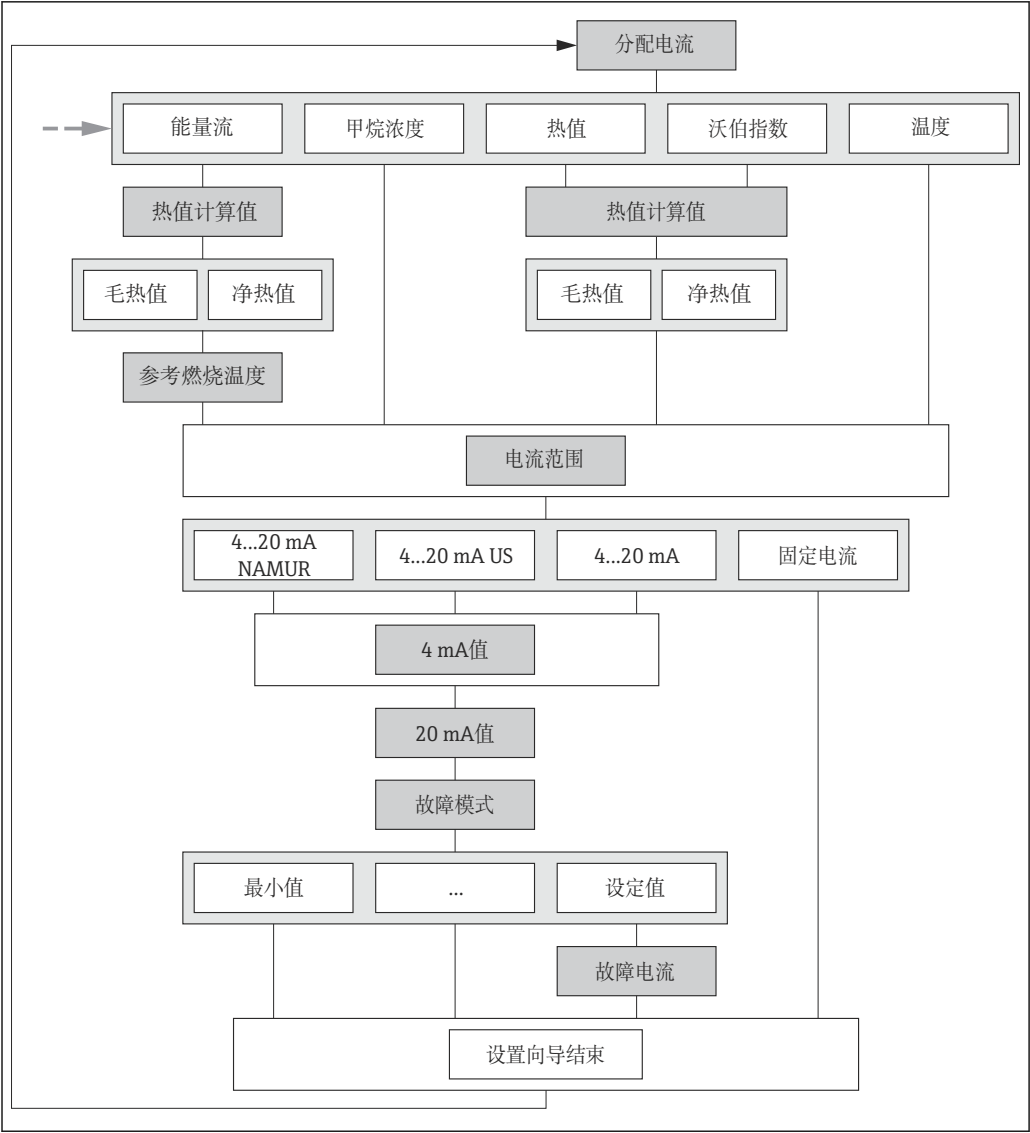 分配电流
能量流
甲烷浓度
热值
沃伯指数
温度
热值计算值
热值计算值
毛热值
净热值
毛热值
净热值
参考燃烧温度
电流范围
4...20 mA
NAMUR
4...20 mA US
4...20 mA
固定电流
4 mA值
20 mA值
故障模式
最小值
...
设定值
故障电流
设置向导结束